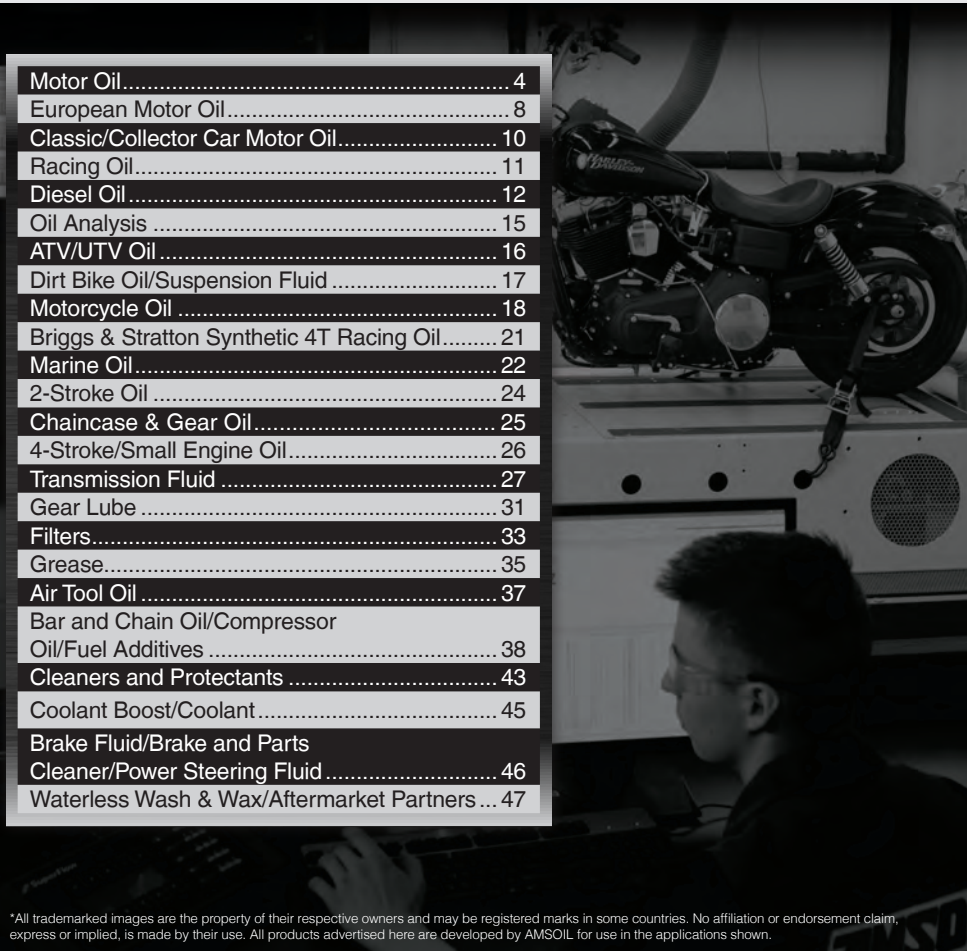 Motor Oil.......................................................... 4
European Motor Oil.......................................... 8
Classic/Collector Car Motor Oil........................ 10
Racing Oil...................................................... 11
Diesel Oil....................................................... 12
Oil Analysis ................................................... 15
ATV/UTV Oil.................................................. 16
Dirt Bike Oil/Suspension Fluid ......................... 17
Motorcycle Oil ............................................... 18
Briggs & Stratton Synthetic 4T Racing Oil......... 21
Marine Oil...................................................... 22
2-Stroke Oil ................................................... 24
Chaincase & Gear Oil..................................... 25
4-Stroke/Small Engine Oil............................... 26
Transmission Fluid ......................................... 27
Gear Lube ..................................................... 31
Filters............................................................. 33
Grease........................................................... 35
Air Tool Oil ..................................................... 37
Bar and Chain Oil/Compressor
Oil/Fuel Additives ........................................... 38
Cleaners and Protectants ............................... 43
Coolant Boost/Coolant.................................... 45
Brake Fluid/Brake and Parts
Cleaner/Power Steering Fluid.......................... 46
Waterless Wash & Wax/Aftermarket Partners... 47
HARLEY-
DAVIDSON
SuperFlow
AMSO
*All trademarked images are the property of their respective owners and may be registered marks in some countries. No affiliation or endorsement claim,
express or implied, is made by their use. All products advertised here are developed by AMSOIL for use in the applications shown.